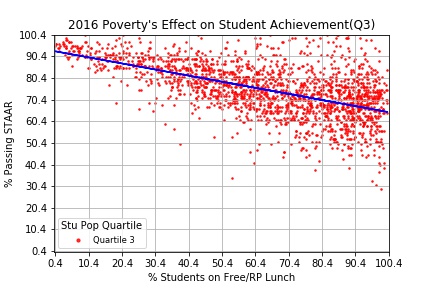 2016 Poverty's Effect on Student Achievement(Q3)
100.4
90.4
80.4
70.4
60.4
50.4
40.4
30.4
20.4
10.4
0.4
% Passing STAAR
Stu Pop Quartile
Quartile 3
0.4 10.4 20.4 30.4 40.4 50.4 60.4 70.4 80.4 90.4 100.4
% Students on Free/RP Lunch